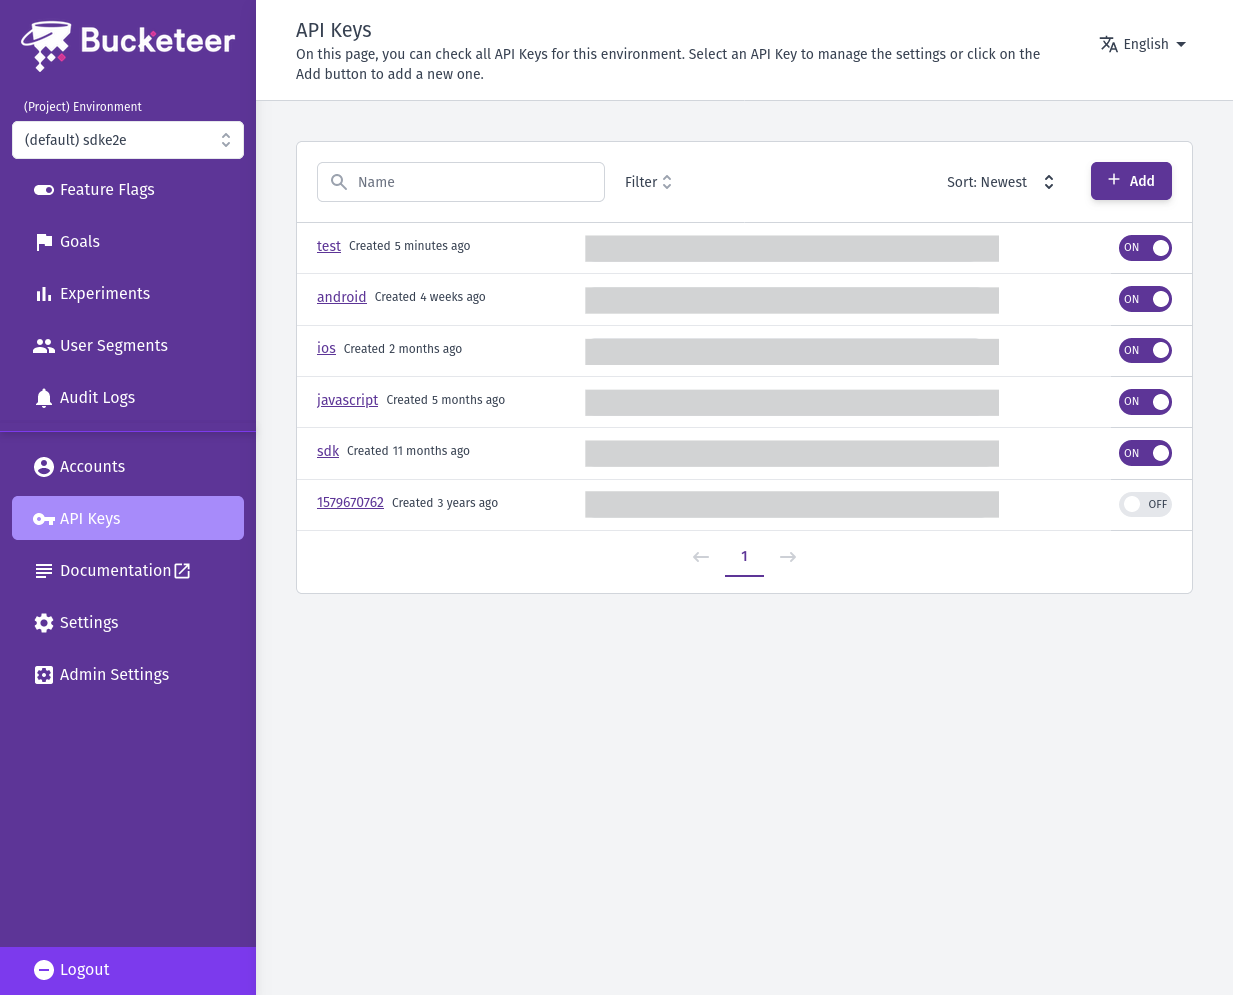 Bucketeer
(Project) Environment
(default) sdke2e
Feature Flags
Goals
Experiments
User Segments
Audit Logs
Accounts
API Keys
Documentation
Settings
Admin Settings
Logout
API Keys
On this page, you can check all API Keys for this environment. Select an API Key to manage the settings or click on the
Add button to add a new one.
English
Name
Filter
Sort: Newest
Add
test Created 5 minutes ago ON
android Created 4 weeks ago ON
ios Created 2 months ago ON
javascript Created 5 months ago ON
sdk Created 11 months ago ON
1579670762 Created 3 years ago OFF
1